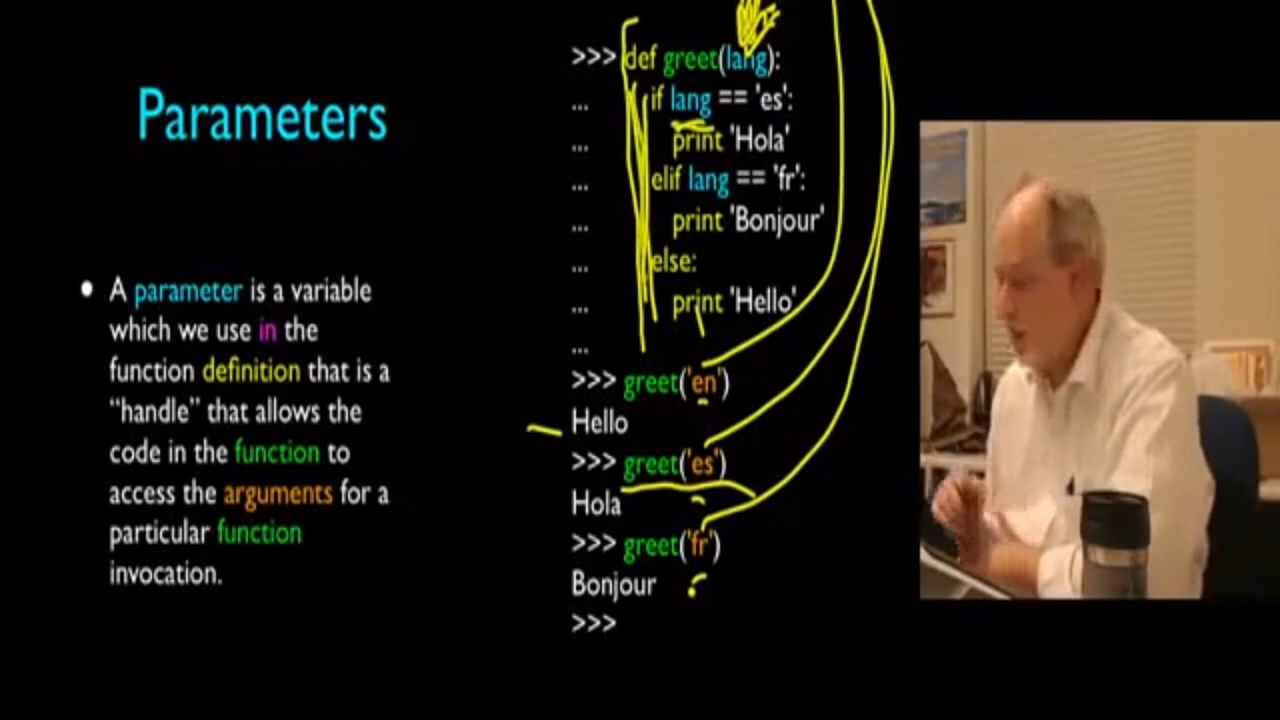 Parameters
• A parameter is a variable
which we use in the
function definition that is a
“handle” that allows the
code in the function to
access the arguments for a
particular function
invocation.
>>> def greet(lang):
... if lang == 'es':
... print 'Hola'
... elif lang == 'fr':
... print 'Bonjour'
... else:
... print 'Hello'
...
>>> greet('en')
Hello
>>> greet('es')
Hola
>>> greet('fr')
Bonjour
>>>